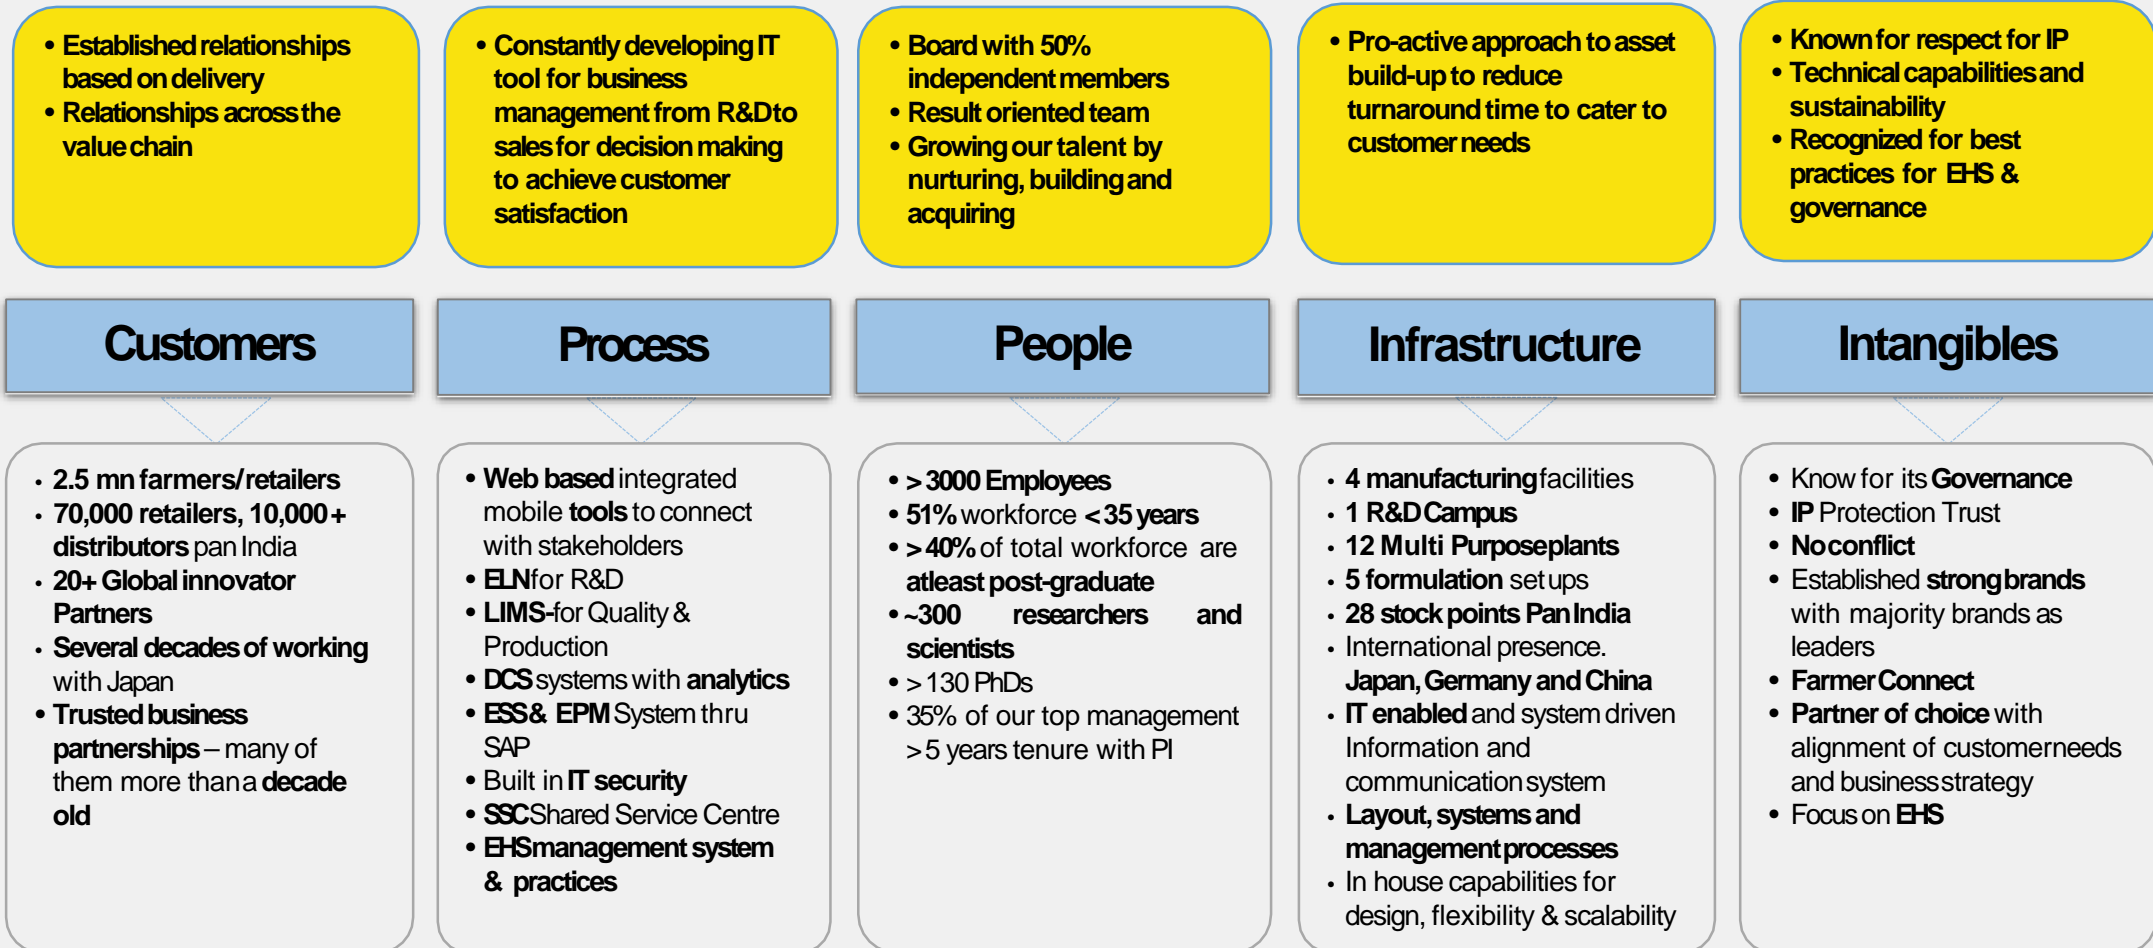 • Established relationships
based on delivery
• Relationships across the
value chain
• Constantly developing IT
tool for business
management from R&D to
sales for decision making
to achieve customer
satisfaction
• Board with 50%
independent members
• Result oriented team
• Growing our talent by
nurturing, building and
acquiring
• Pro-active approach to asset
build-up to reduce
turnaround time to cater to
customer needs
• Known for respect for IP
• Technical capabilities and
sustainability
• Recognized for best
practices for EHS &
governance
Customers
Process
People
Infrastructure
Intangibles
• 2.5 mn farmers/retailers
• 70,000 retailers, 10,000 +
distributors pan India
• 20+ Global innovator
Partners
• Several decades of working
with Japan
• Trusted business
partnerships – many of
them more than a decade
old
• Web based integrated
mobile tools to connect
with stakeholders
• ELN for R&D
• LIMS-for Quality &
Production
• DCS systems with analytics
• ESS & EPM System thru
SAP
• Built in IT security
• SSC Shared Service Centre
• EHS management system
& practices
• > 3000 Employees
• 51% workforce < 35 years
• > 40% of total workforce are
atleast post-graduate
• ~300 researchers and
scientists
• > 130 PhDs
• 35% of our top management
> 5 years tenure with PI
• 4 manufacturing facilities
• 1 R&D Campus
• 12 Multi Purpose plants
• 5 formulation set ups
• 28 stock points Pan India
• International presence.
Japan, Germany and China
• IT enabled and system driven
Information and
communication system
• Layout, systems and
management processes
• In house capabilities for
design, flexibility & scalability
• Know for its Governance
• IP Protection Trust
• No conflict
• Established strong brands
with majority brands as
leaders
• Farmer Connect
• Partner of choice with
alignment of customer needs
and business strategy
• Focus on EHS